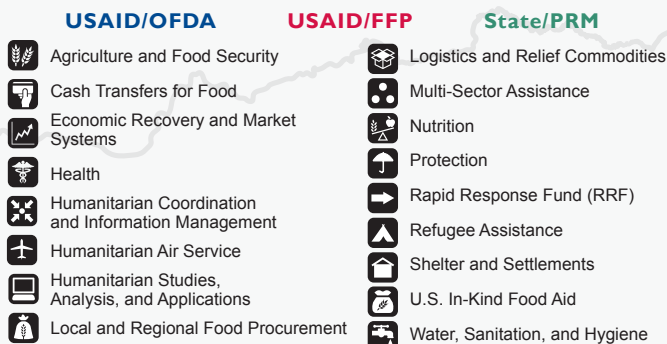 USAID/OFDA USAID/FFP State/PRM
Agriculture and Food Security
Cash Transfers for Food
Economic Recovery and Market
Systems
Health
Humanitarian Coordination
and Information Management
Humanitarian Air Service
Humanitarian Studies,
Analysis, and Applications
Local and Regional Food Procurement
Logistics and Relief Commodities
Multi-Sector Assistance
Nutrition
Protection
Rapid Response Fund (RRF)
Refugee Assistance
Shelter and Settlements
U.S. In-Kind Food Aid
Water, Sanitation, and Hygiene